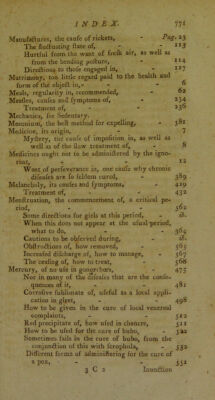 INDEX. 771
Manufactures, the cause of rickets, - Pag. 23
The fluctuating state of, - - 113
Hurtful from the want of fresh air, as well as
from the bending posture, - 114
Directions to those engaged in, - 127
Matrimony, too little regard paid to the health and
form of the object in, - - 6
Meals, regularity in, recommended, - 62
Measles, causes and symptoms of, - 234
Treatment of, - - 236
Mechanics, see Sedentary.
Meconium, the best method for expelling, - 581
Medicine, its origin, - - 7
Mystery, the cause of imposition in, as well as
well as of the slow treatment of, - 8
Medicines ought not to be administered by the igno-
rant, - - 12
Want of perseverance in, one cause why chronic
diseases are so seldom cured, - 389
Melancholy, its causes and symptoms, - 429
Treatment of, - - 432
Menstruation, the commencement of, a critical pe-
riod, - - 562
Some directions for girls at this period, - ib.
When this does not appear at the usual period,
what to do, - - 564
Cautions to be observed during, - ib.
Obstructions of, how removed, - 565
Increased discharge of, how to manage, 567
The ceasing of, how to treat, - 568
Mercury, of no use in gonorrhœa, - 475
Nor in many of the diseases that are the conse-
quences of it, - - 481
Corrosive sublimate of, useful as a local appli-
cation in gleet, - - 498
How to be given in the cure of local venereal
complaints, - - 512
Red precipitate of, how used in chancre, 511
How to be used for the cure of bubo, - 522
Sometimes fails in the cure of bubo, from the
conjunction of this with scrophula, - 532
Different forms of administering for the cure of
a pox, - - - 551
3 C 2 Inunction